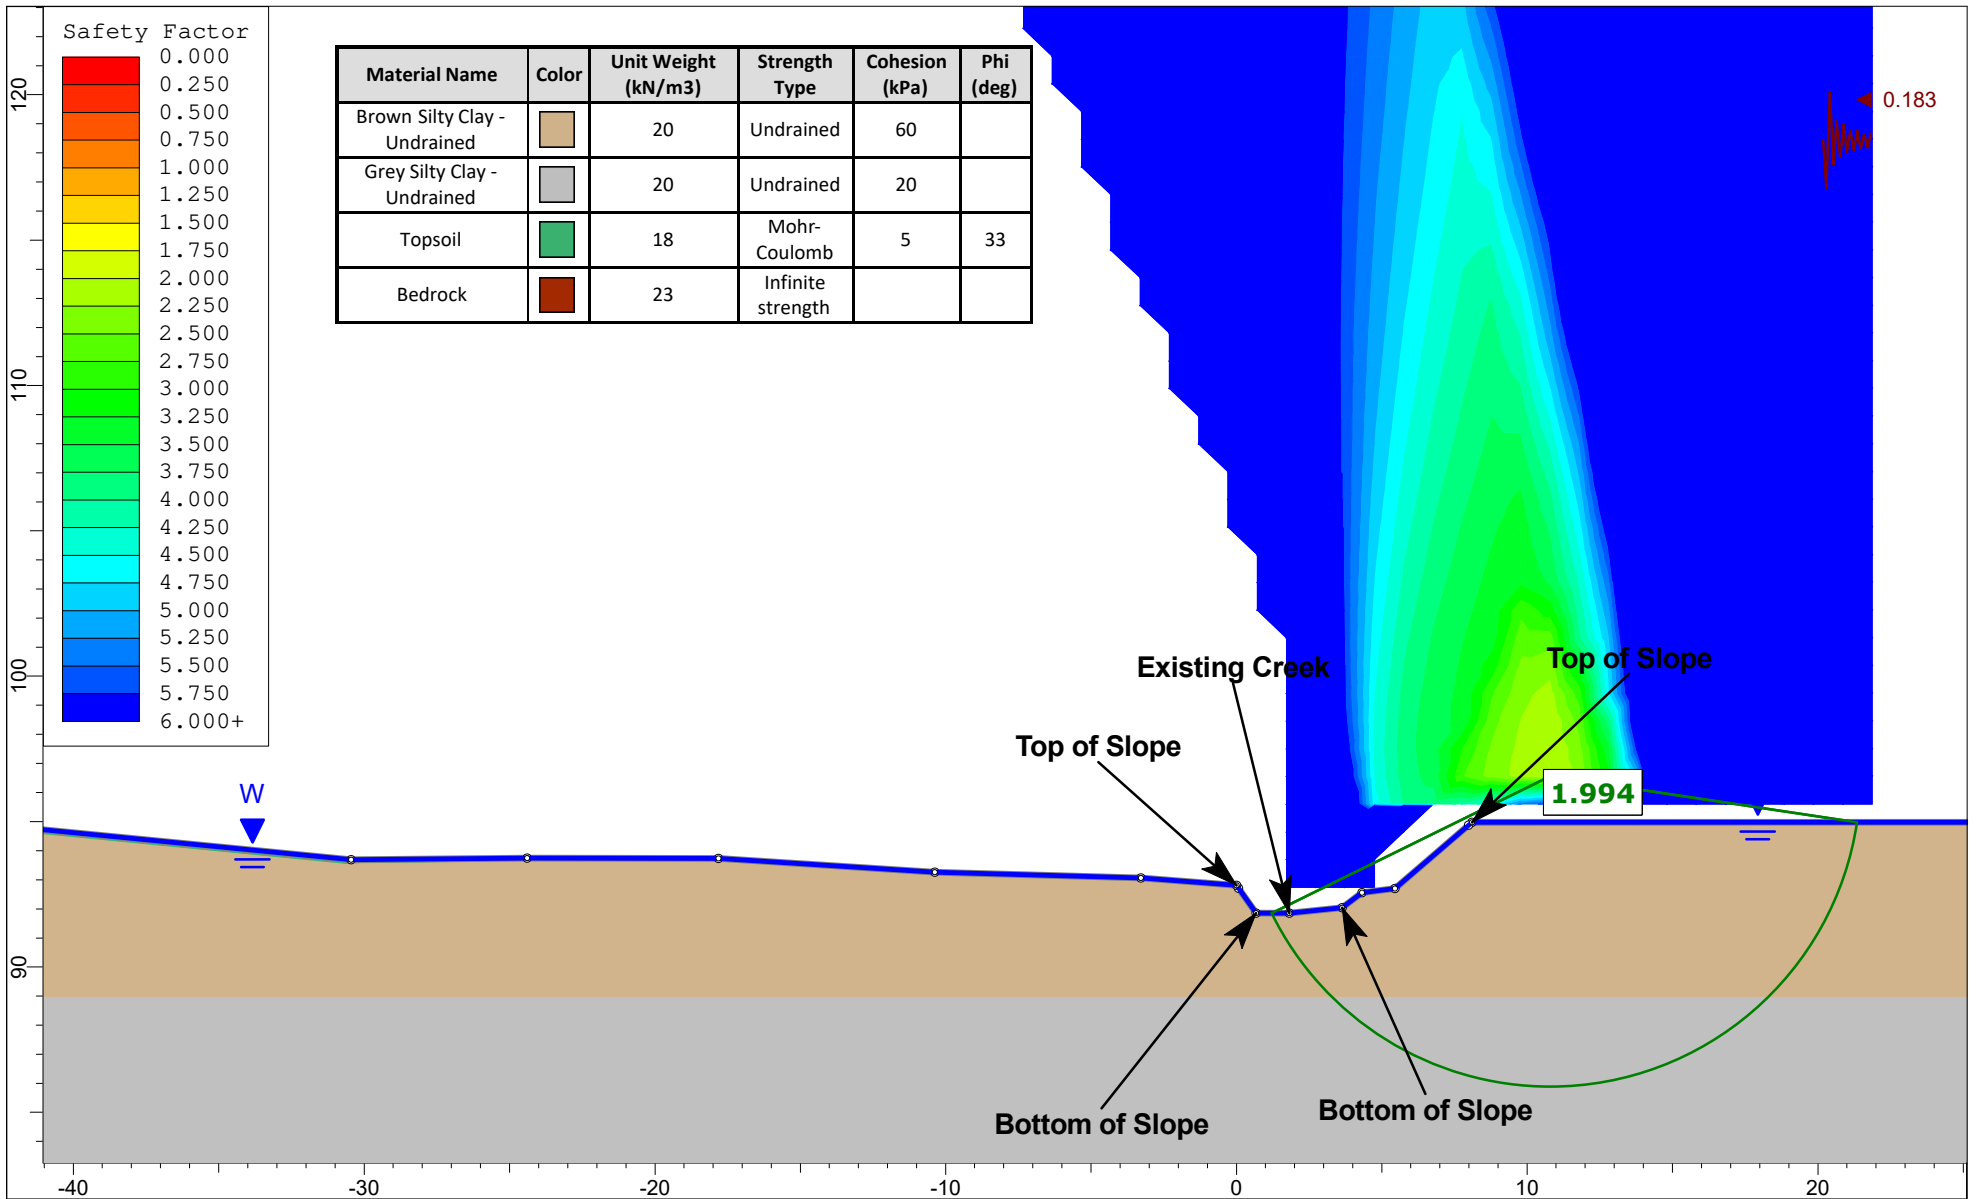 Safety Factor
0.000
0.250
0.500
0.750
1.000
1.250
1.500
1.750
2.000
2.250
2.500
2.750
3.000
3.250
3.500
3.750
4.000
4.250
4.500
4.750
5.000
5.250
5.500
5.750
6.000+
Material Name Color Unit Weight (kN/m3) Strength Type Cohesion (kPa) Phi (deg)
Brown Silty Clay - Undrained 20 Undrained 60
Grey Silty Clay - Undrained 20 Undrained 20
Topsoil 18 Mohr-Coulomb 5 33
Bedrock 23 Infinite strength
0.183
Existing Creek
Top of Slope
Top of Slope
W
1.994
Bottom of Slope
Bottom of Slope
120
110
100
90
-40 -30 -20 -10 0 10 20